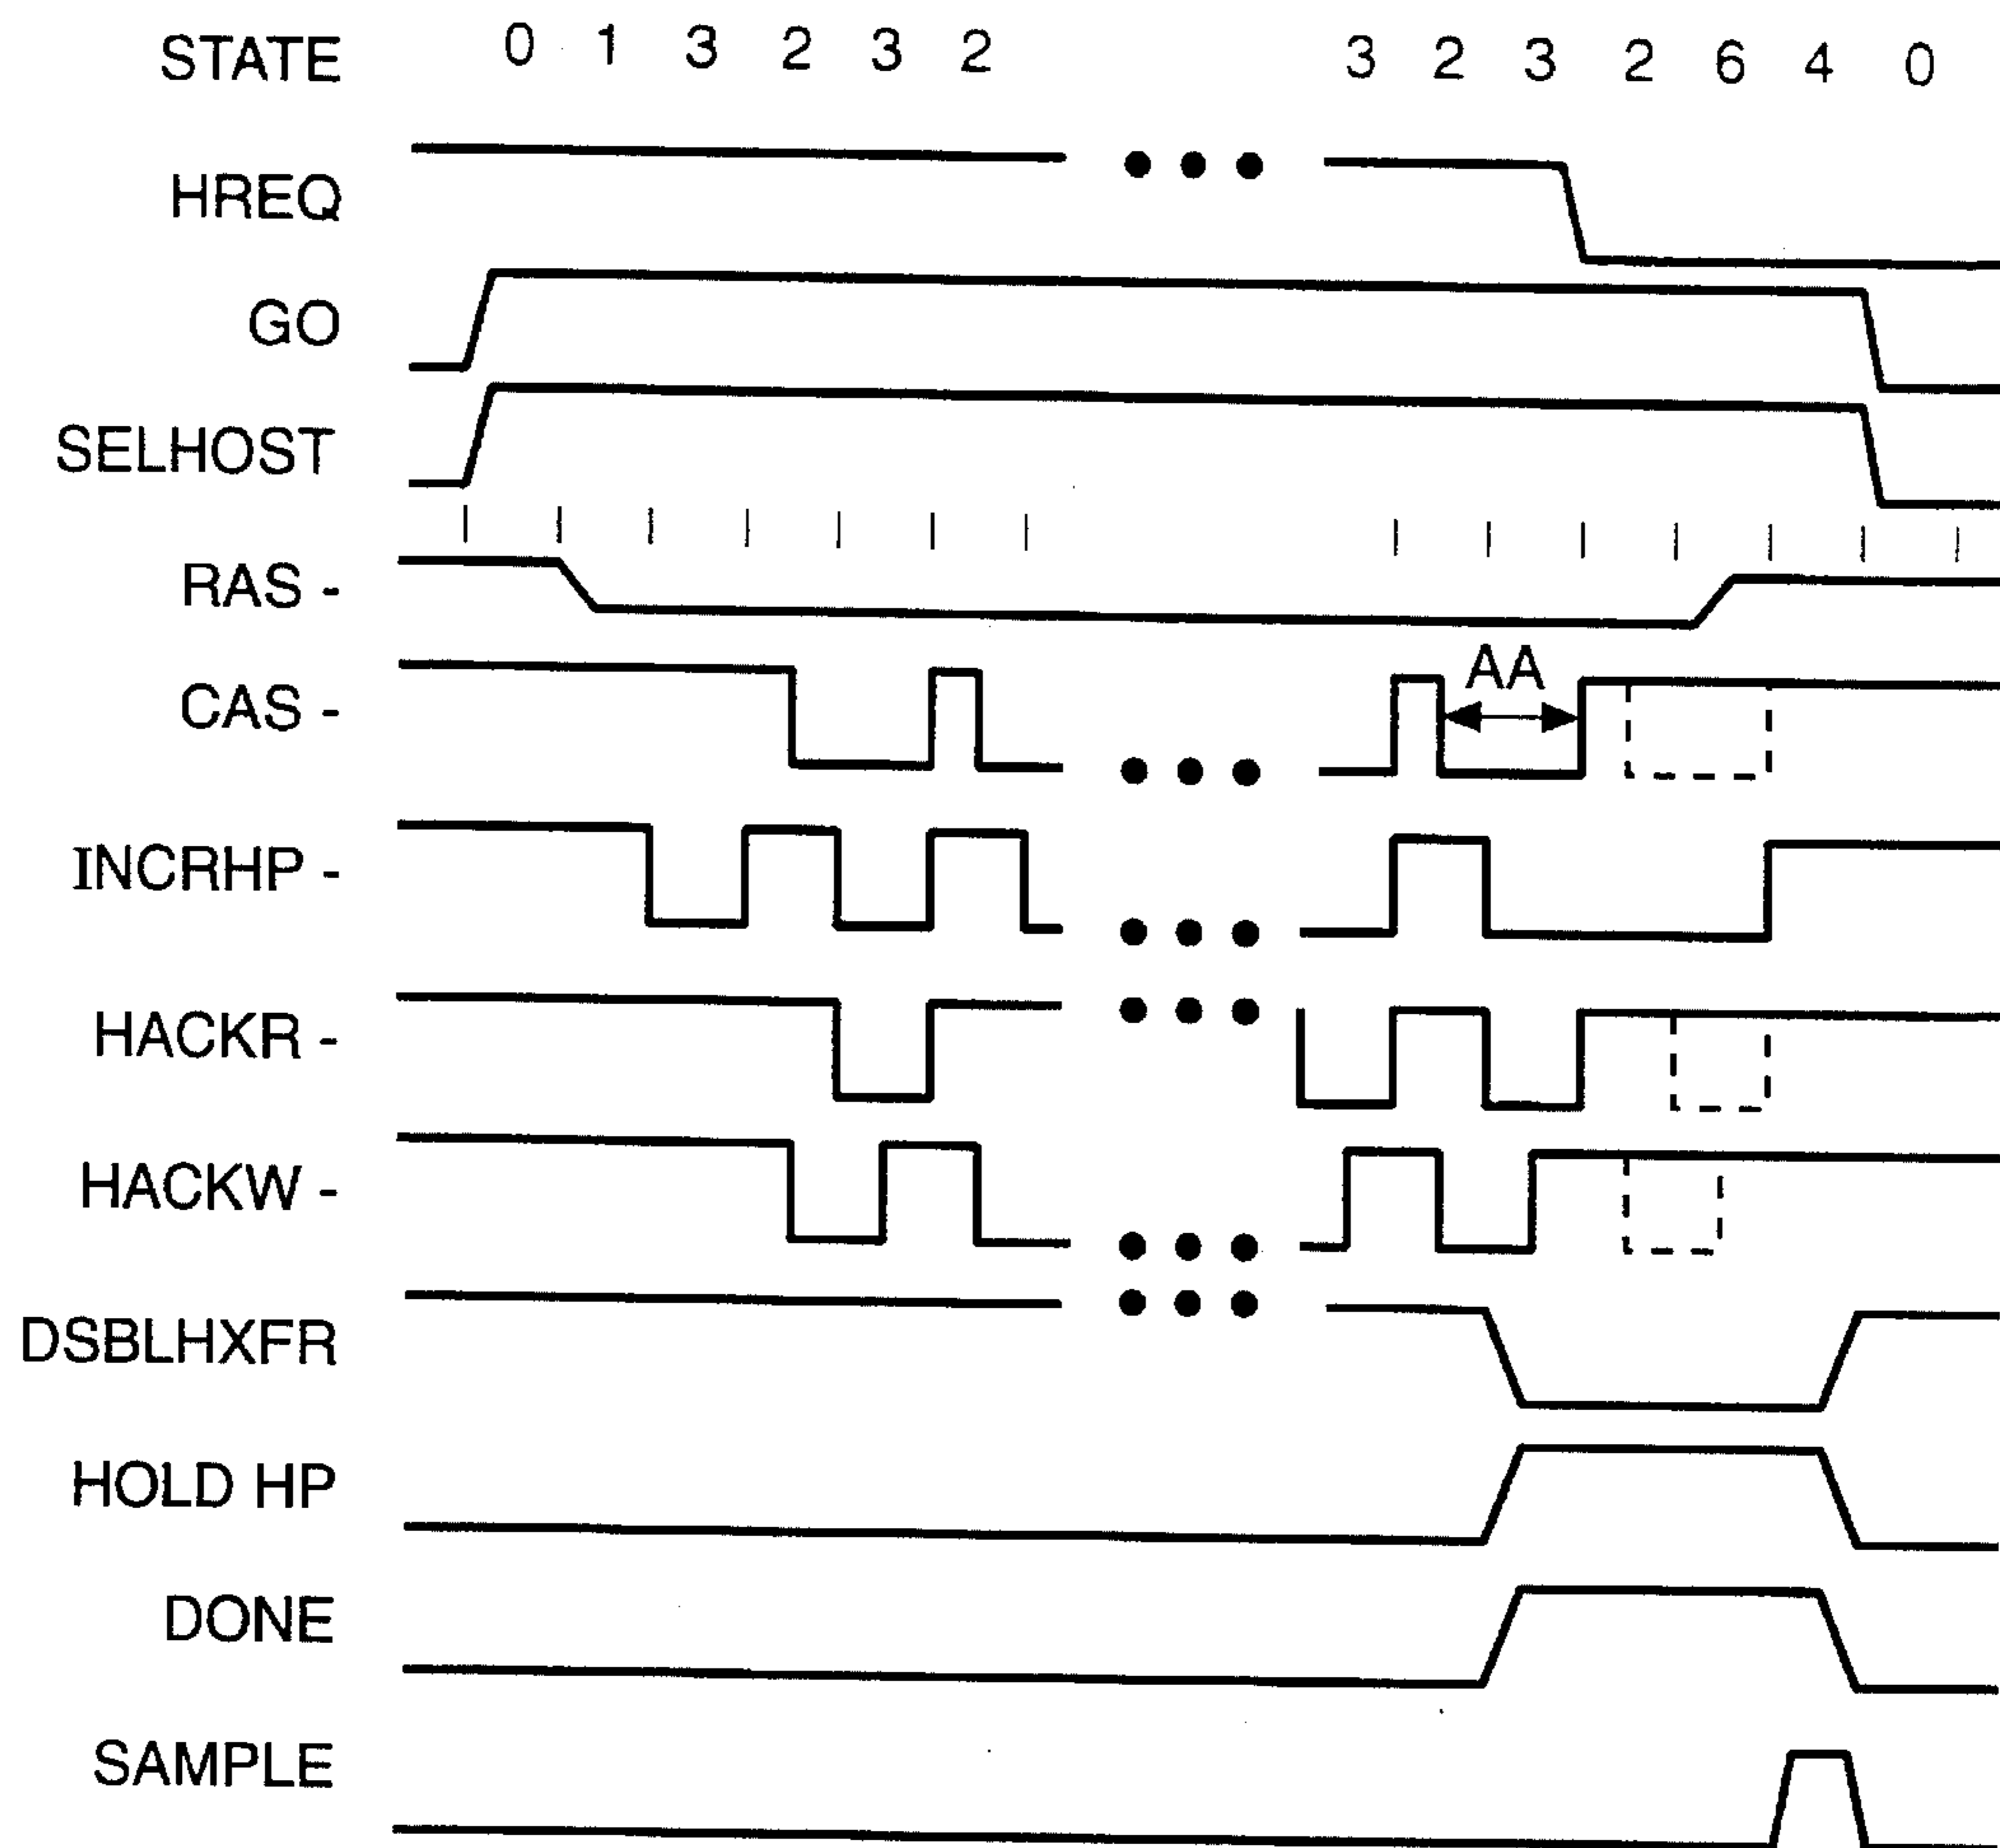 STATE 0 1 3 2 3 2 3 2 3 2 6 4 0
HREQ
GO
SELHOST
RAS -
CAS - AA
INCRHP -
HACKR -
HACKW -
DSBLHXFR
HOLD HP
DONE
SAMPLE